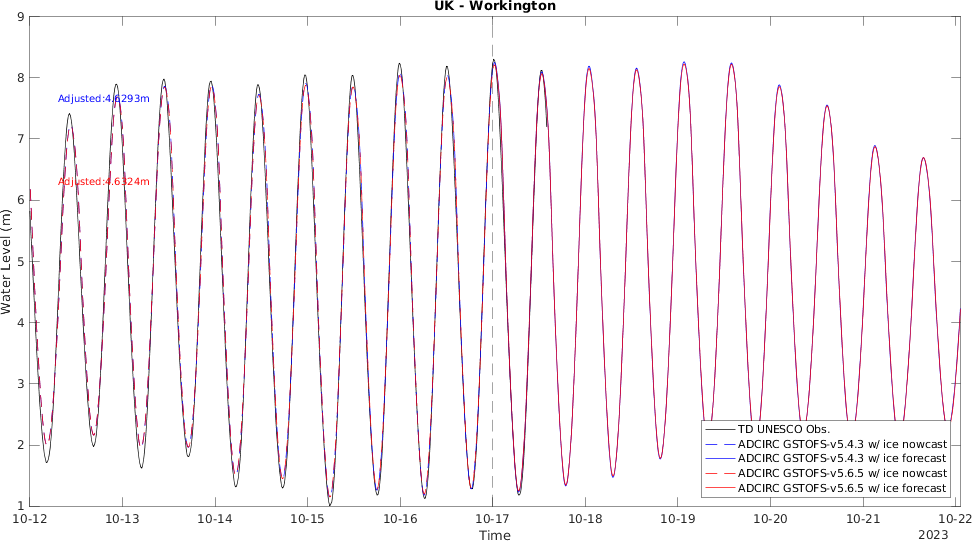 UK - Workington
9
8
7
6
5
4
3
2
1
Water Level (m)
Adjusted:4.6293m
Adjusted:4.6324m
TD UNESCO Obs.
ADCIRC GSTOFS-v5.4.3 w/ ice nowcast
ADCIRC GSTOFS-v5.4.3 w/ ice forecast
ADCIRC GSTOFS-v5.6.5 w/ ice nowcast
ADCIRC GSTOFS-v5.6.5 w/ ice forecast
10-12 10-13 10-14 10-15 10-16 10-17 10-18 10-19 10-20 10-21 10-22
Time
2023